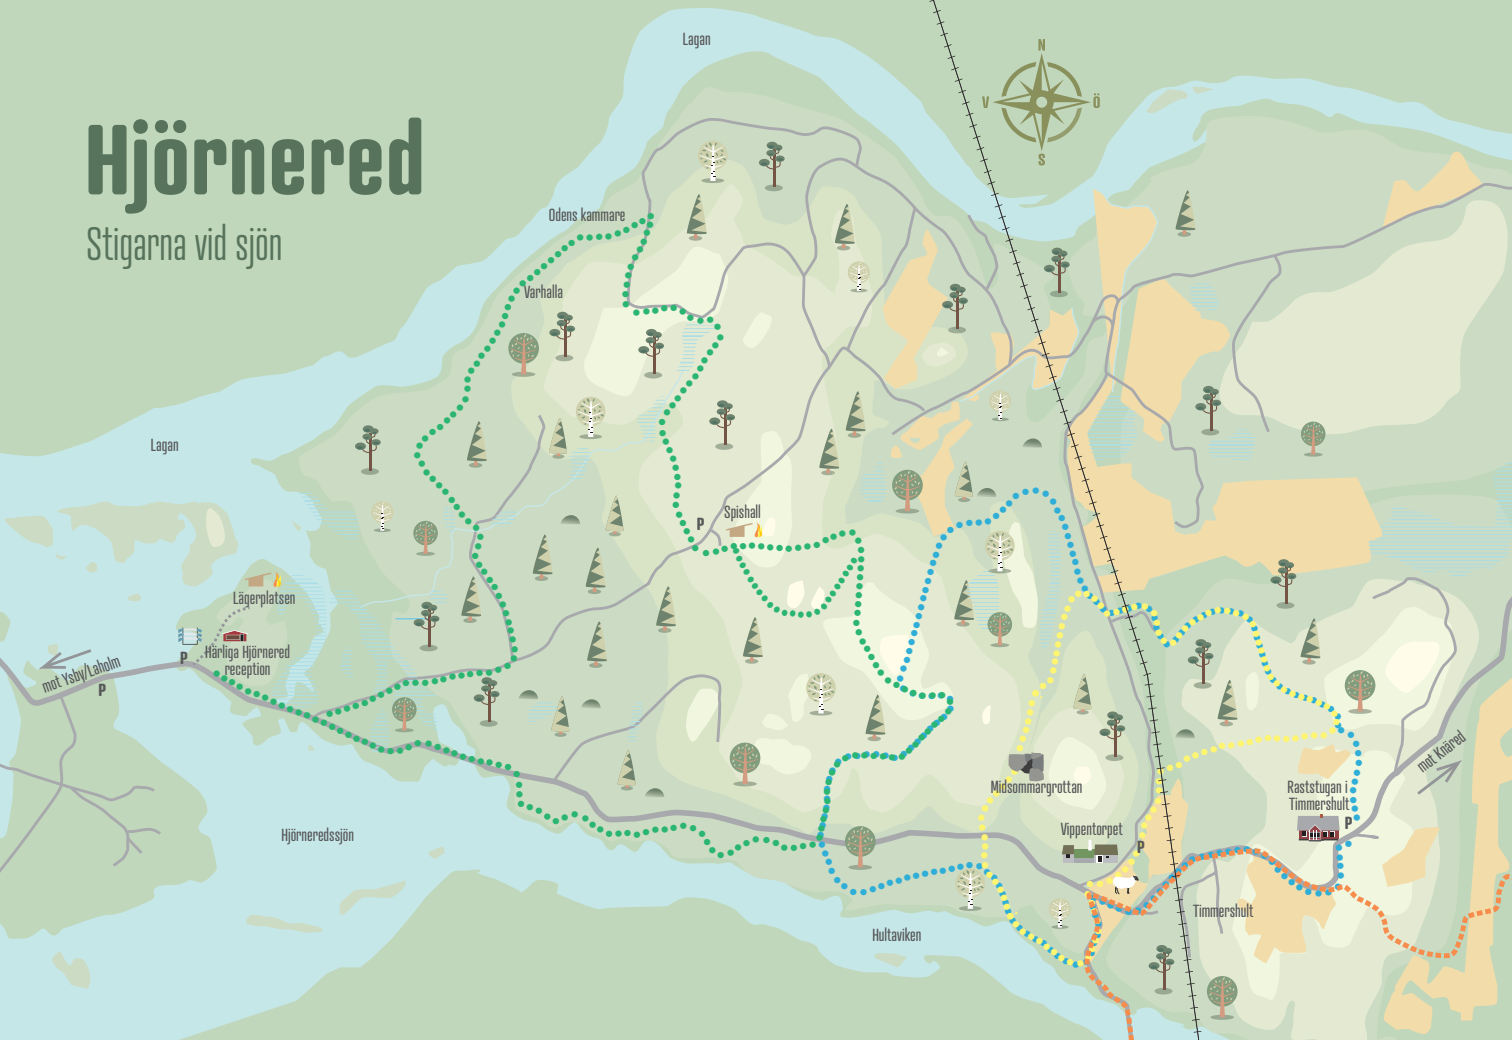 Lagan
N
V
Ö
S
Hjörnered
Stigarna vid sjön
Odens kammare
Varhalla
Lagan
P
Spishall
Lägerplatsen
P
Härliga Hjörnered
reception
mot Ysby/Laholm
P
mot Knäred
Midsommargrottan
Raststugan i
Timmershult
P
Vippentorpet
P
Hjörneredssjön
Timmershult
Hultaviken